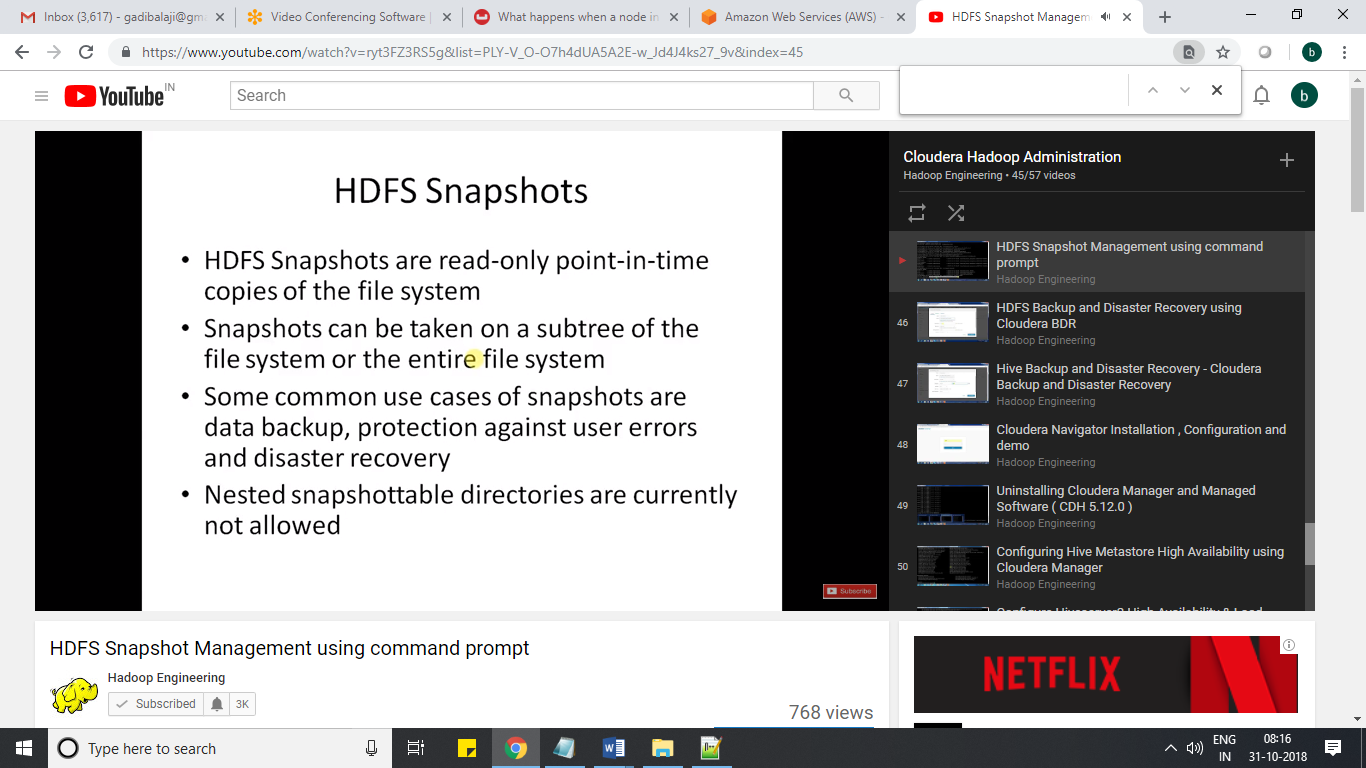 Inbox (3,617) - gadibalaji@gma
Video Conferencing Software |
What happens when a node in
Amazon Web Services (AWS) -
HDFS Snapshot Managem
https://www.youtube.com/watch?v=ryt3FZ3RS5g&list=PLY-V_O-O7h4dUA5A2E-w_Jd4J4ks27_9v&index=45
b
YouTube IN
Search
b
HDFS Snapshots
• HDFS Snapshots are read-only point-in-time
copies of the file system
• Snapshots can be taken on a subtree of the
file system or the entire file system
• Some common use cases of snapshots are
data backup, protection against user errors
and disaster recovery
• Nested snapshottable directories are currently
not allowed
Subscribe
Cloudera Hadoop Administration
Hadoop Engineering • 45/57 videos
HDFS Snapshot Management using command
prompt
Hadoop Engineering
46
HDFS Backup and Disaster Recovery using
Cloudera BDR
Hadoop Engineering
47
Hive Backup and Disaster Recovery - Cloudera
Backup and Disaster Recovery
Hadoop Engineering
48
Cloudera Navigator Installation , Configuration and
demo
Hadoop Engineering
49
Uninstalling Cloudera Manager and Managed
Software ( CDH 5.12.0 )
Hadoop Engineering
50
Configuring Hive Metastore High Availability using
Cloudera Manager
Hadoop Engineering
HDFS Snapshot Management using command prompt
Hadoop Engineering
Subscribed
3K
768 views
NETFLIX
Type here to search
ENG
IN
08:16
31-10-2018